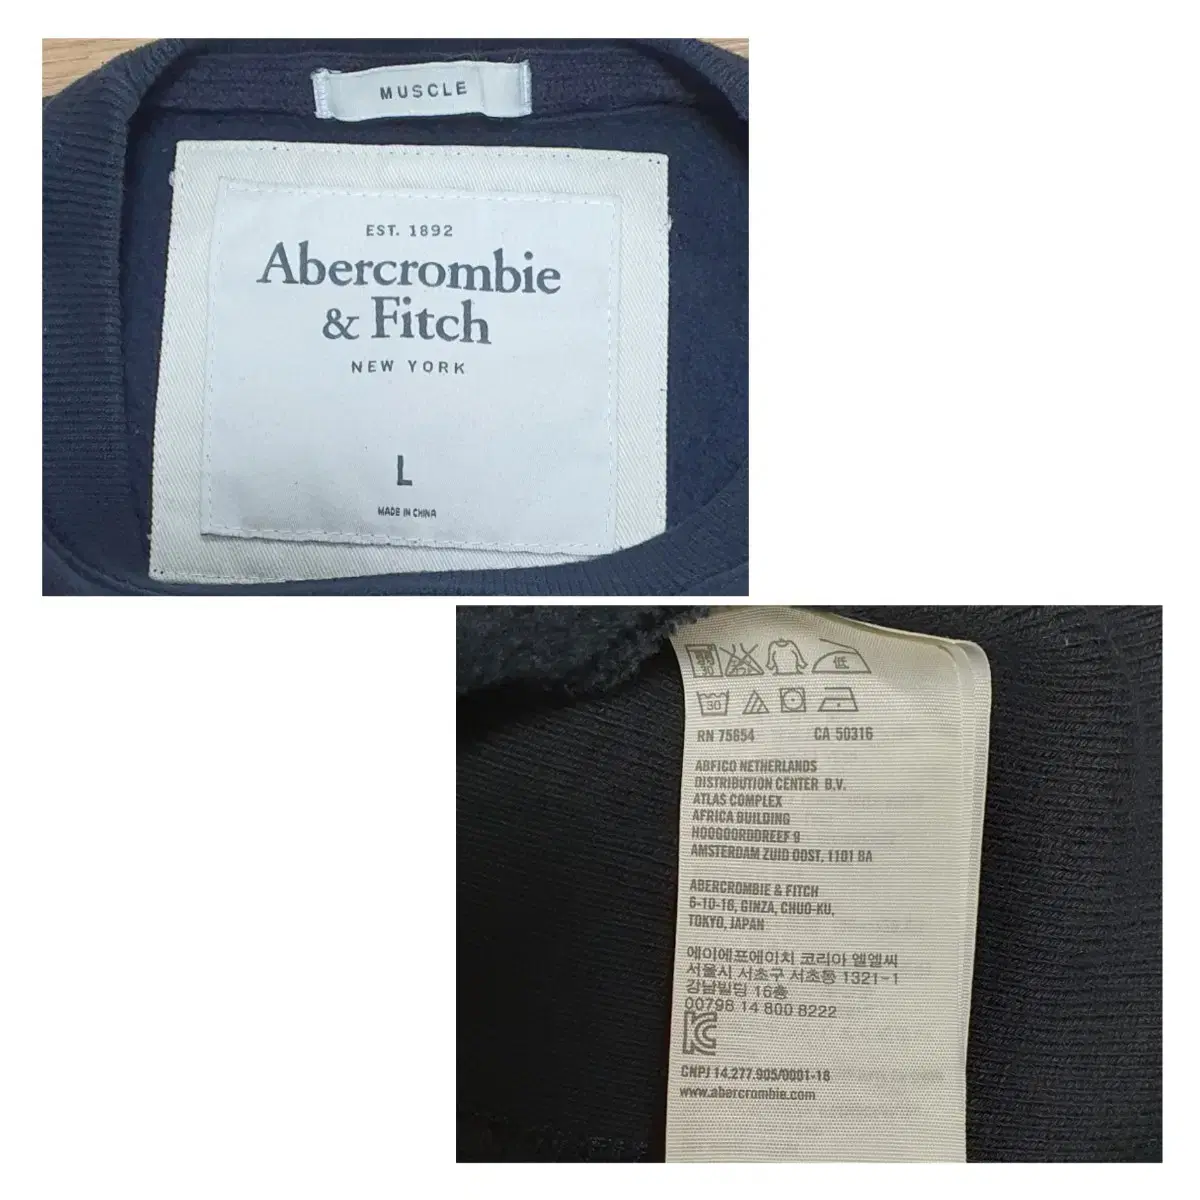 MUSCLE
EST. 1892
Abercrombie
& Fitch
NEW YORK
L
MADE IN CHINA
低
30
RN 75654 CA 50316
ABFICO NETHERLANDS
DISTRIBUTION CENTER B.V.
ATLAS COMPLEX
AFRICA BUILDING
HOOGOORDDREEF 9
AMSTERDAM ZUID OOST, 1101 BA
ABERCROMBIE & FITCH
6-10-16, GINZA, CHUO-KU,
TOKYO, JAPAN
에이에프에이치 코리아 엘엘씨
서울시 서초구 서초동 1321-1
강남빌딩 16층
00798 14 800 8222
KC
CNPJ 14.277.905/0001-18
www.abercrombie.com